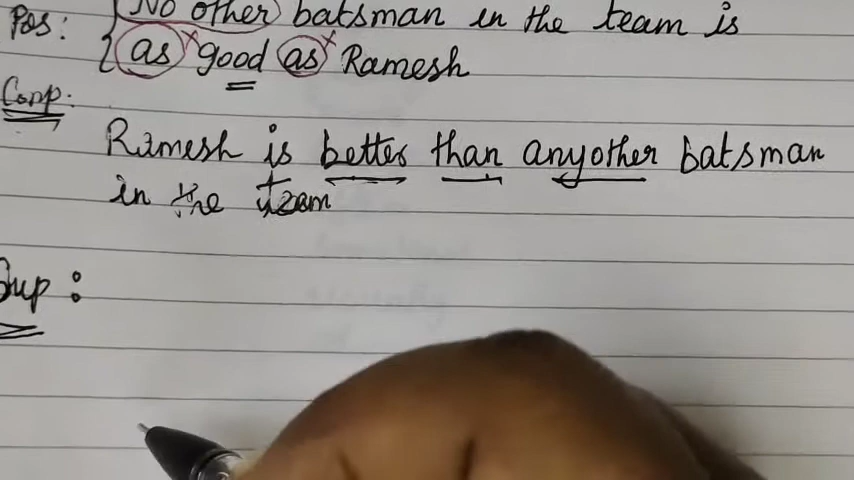 Pos: No other batsman in the team is
as good as Ramesh
Comp:
Ramesh is better than anyother batsman
in the team
Sup :